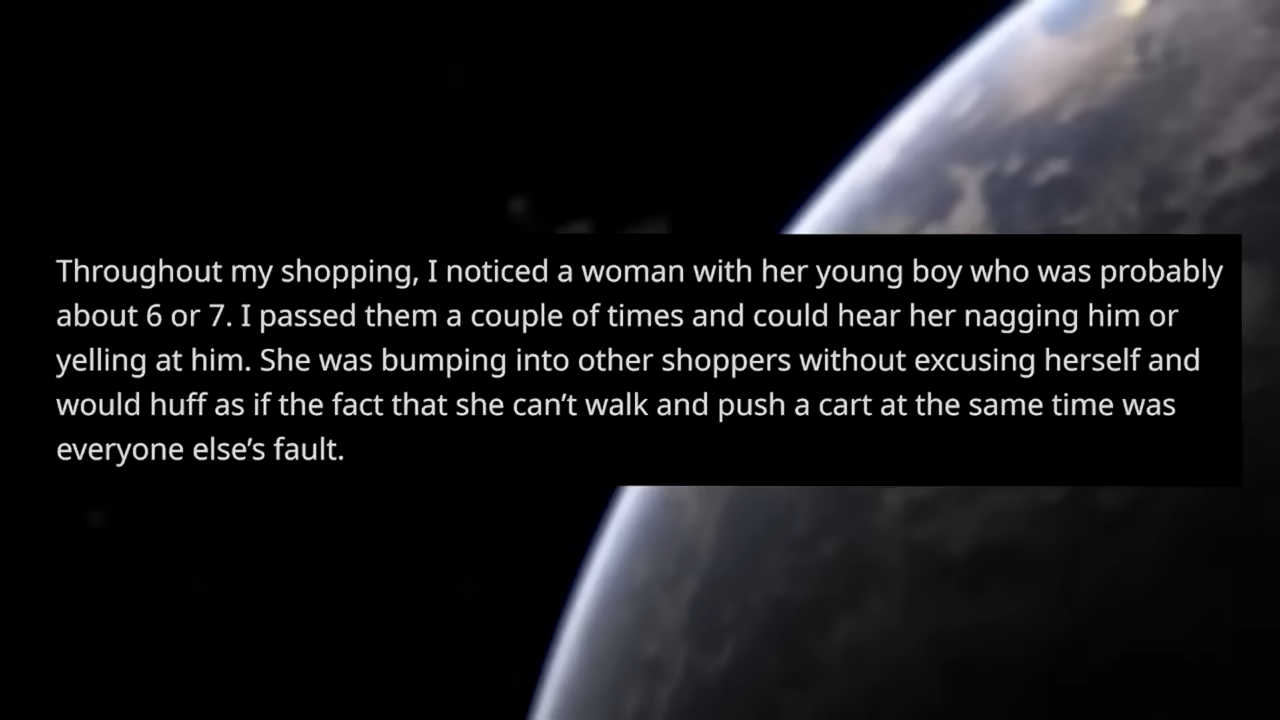 Throughout my shopping, I noticed a woman with her young boy who was probably
about 6 or 7. I passed them a couple of times and could hear her nagging him or
yelling at him. She was bumping into other shoppers without excusing herself and
would huff as if the fact that she can’t walk and push a cart at the same time was
everyone else’s fault.